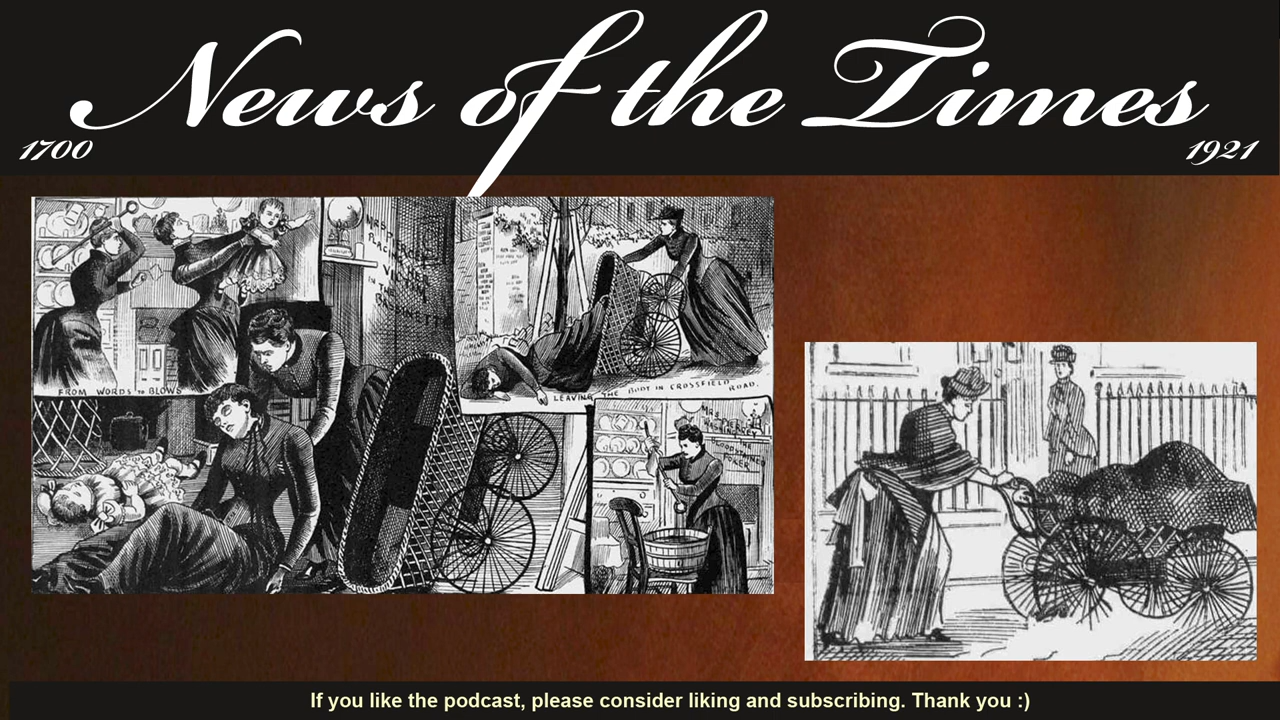 News of the Times
1700
1921
FROM WORDS TO BLOWS
LEAVING THE BODY IN CROSSFIELD
ROAD.
If you like the podcast, please consider liking and subscribing. Thank you :)